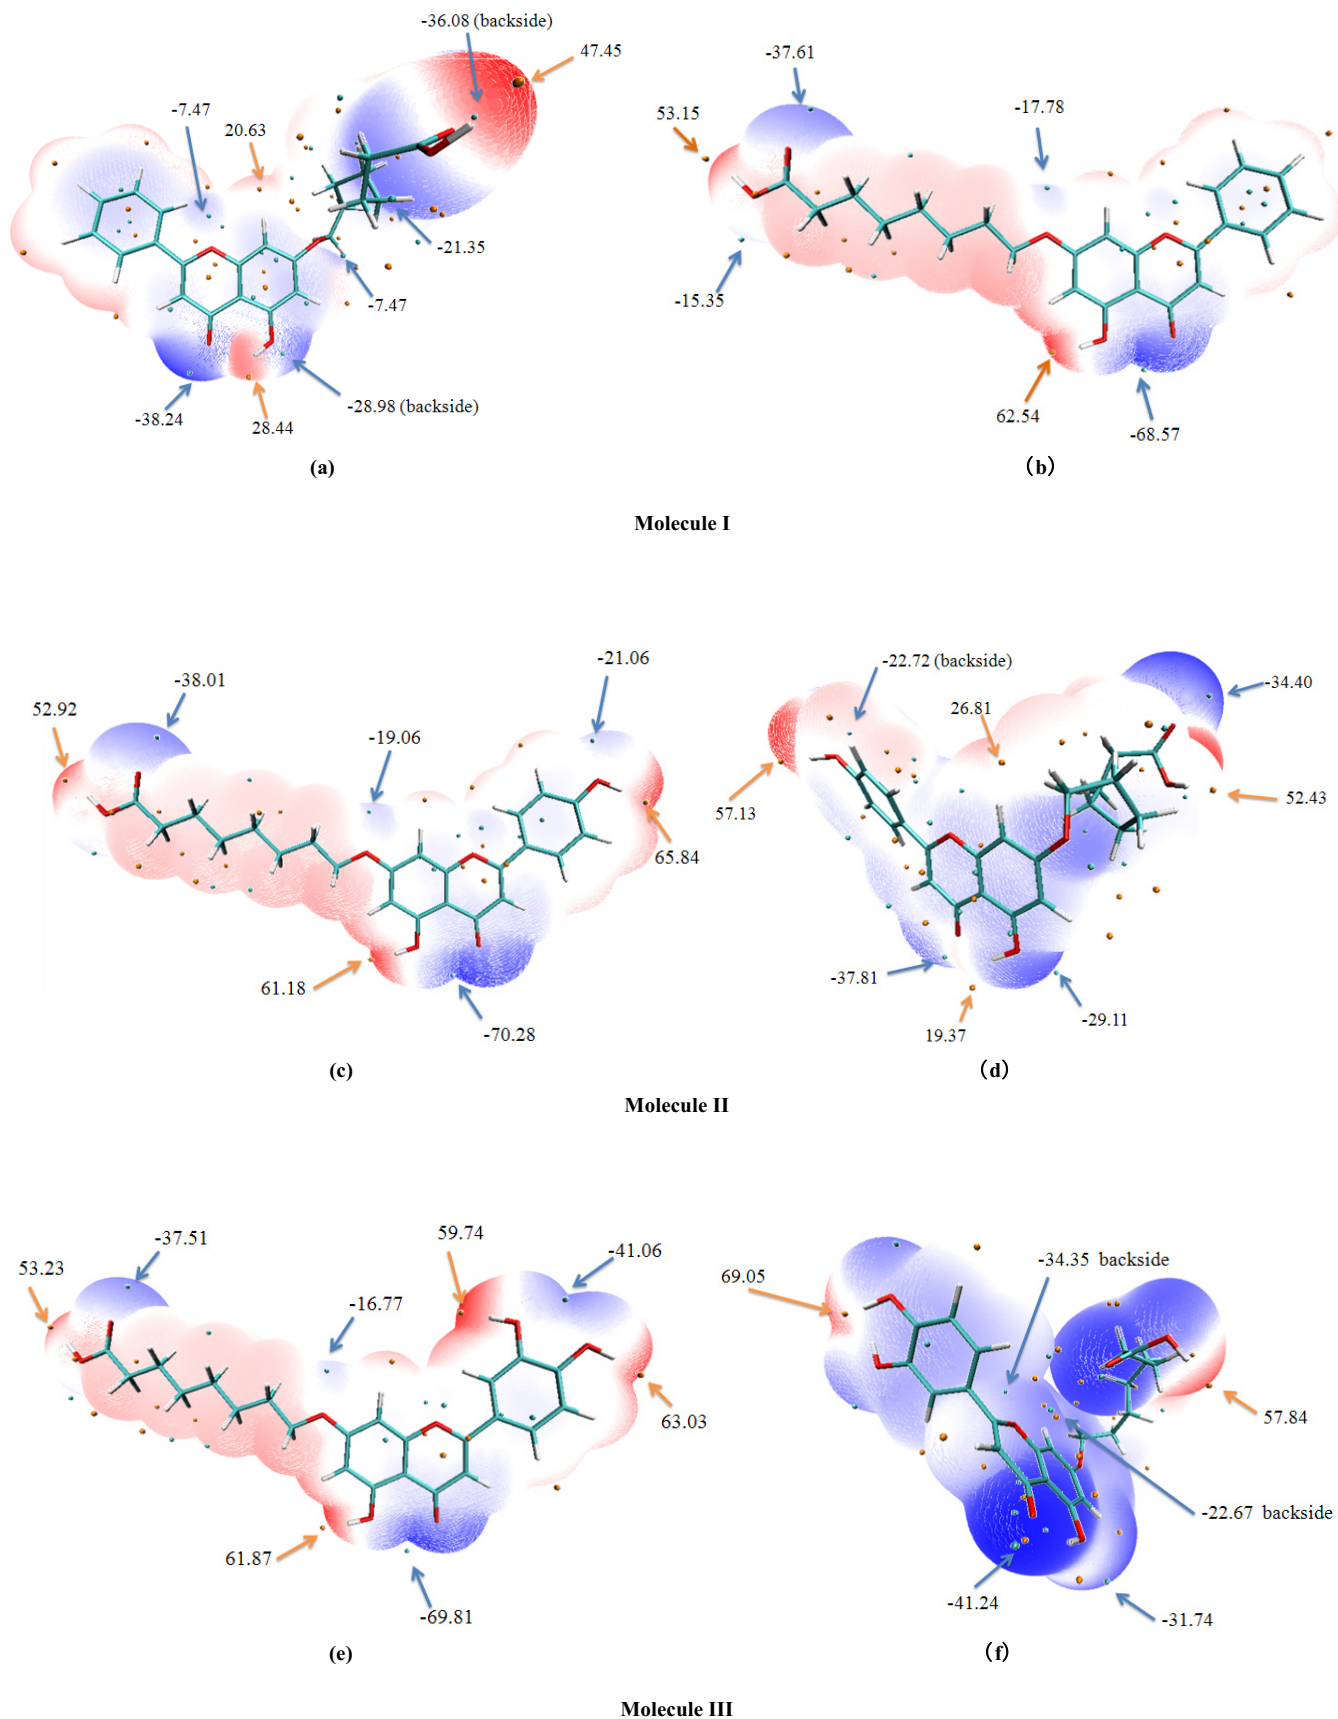 -36.08 (backside)
47.45
-7.47
20.63
-21.35
-7.47
-38.24
28.44
-28.98 (backside)
(a)
-37.61
53.15
-17.78
-15.35
62.54
-68.57
(b)
Molecule I
-38.01
52.92
-19.06
-21.06
65.84
61.18
-70.28
(c)
-22.72 (backside)
26.81
-34.40
57.13
52.43
-37.81
19.37
-29.11
(d)
Molecule II
-37.51
53.23
-16.77
59.74
-41.06
63.03
61.87
-69.81
(e)
69.05
-34.35 backside
57.84
-22.67 backside
-41.24
-31.74
(f)
Molecule III